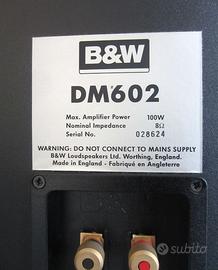 B&W
DM602
Max. Amplifier Power 100W
Nominal Impedance 8Ω
Serial No. 028624
WARNING: DO NOT CONNECT TO MAINS SUPPLY
B&W Loudspeakers Ltd. Worthing, England.
Made in England - Fabriqué en Angleterre
subito